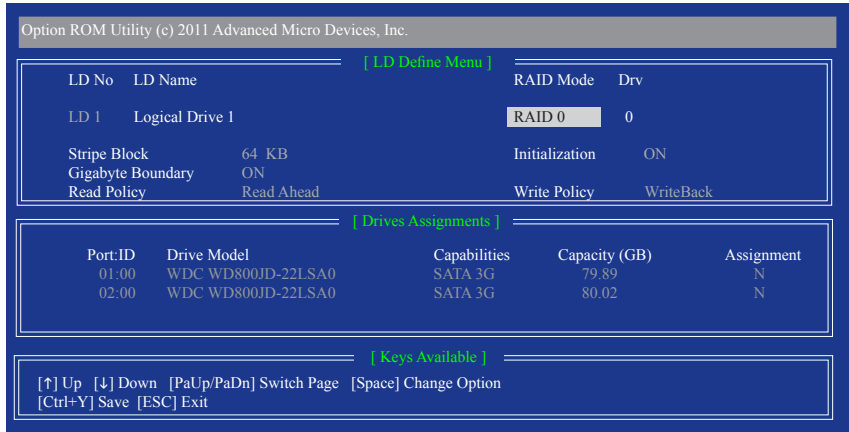 Option ROM Utility (c) 2011 Advanced Micro Devices, Inc.
[ LD Define Menu ]
LD No LD Name RAID Mode Drv
LD 1 Logical Drive 1 RAID 0 0
Stripe Block 64 KB Initialization ON
Gigabyte Boundary ON
Read Policy Read Ahead Write Policy WriteBack
[ Drives Assignments ]
Port:ID Drive Model Capabilities Capacity (GB) Assignment
01:00 WDC WD800JD-22LSA0 SATA 3G 79.89 N
02:00 WDC WD800JD-22LSA0 SATA 3G 80.02 N
[ Keys Available ]
[↑] Up [↓] Down [PaUp/PaDn] Switch Page [Space] Change Option
[Ctrl+Y] Save [ESC] Exit